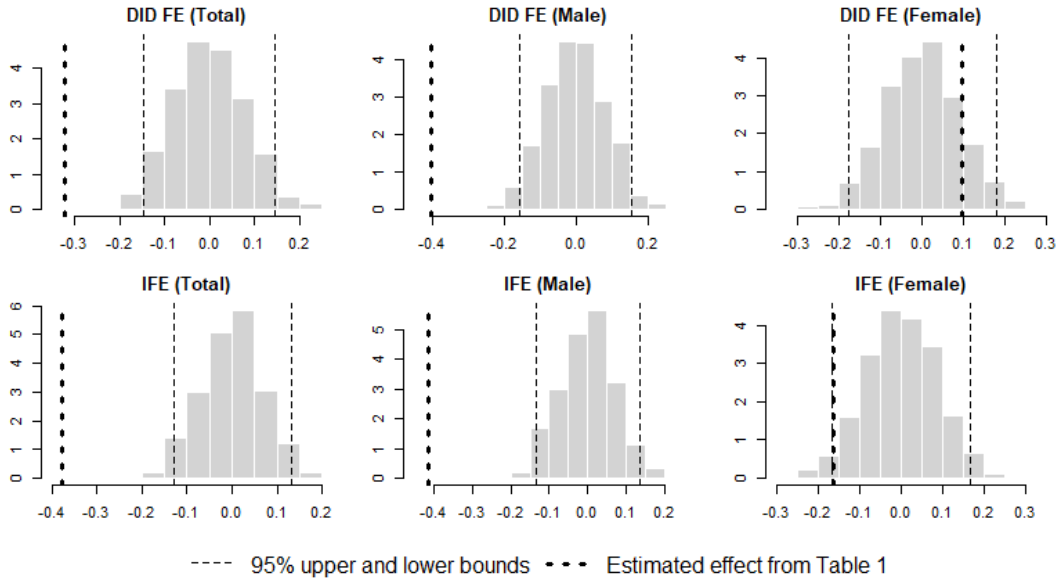 DID FE (Total) DID FE (Male) DID FE (Female)
4 4 4
3 3 3
2 2 2
1 1 1
0 0 0
-0.3 -0.2 -0.1 0.0 0.1 0.2 -0.4 -0.2 0.0 0.2 -0.3 -0.2 -0.1 0.0 0.1 0.2 0.3
IFE (Total) IFE (Male) IFE (Female)
6
5 5
4 4 4
3 3 3
2 2 2
1 1 1
0 0 0
-0.4 -0.3 -0.2 -0.1 0.0 0.1 0.2 -0.4 -0.3 -0.2 -0.1 0.0 0.1 0.2 -0.3 -0.2 -0.1 0.0 0.1 0.2 0.3
95% upper and lower bounds Estimated effect from Table 1